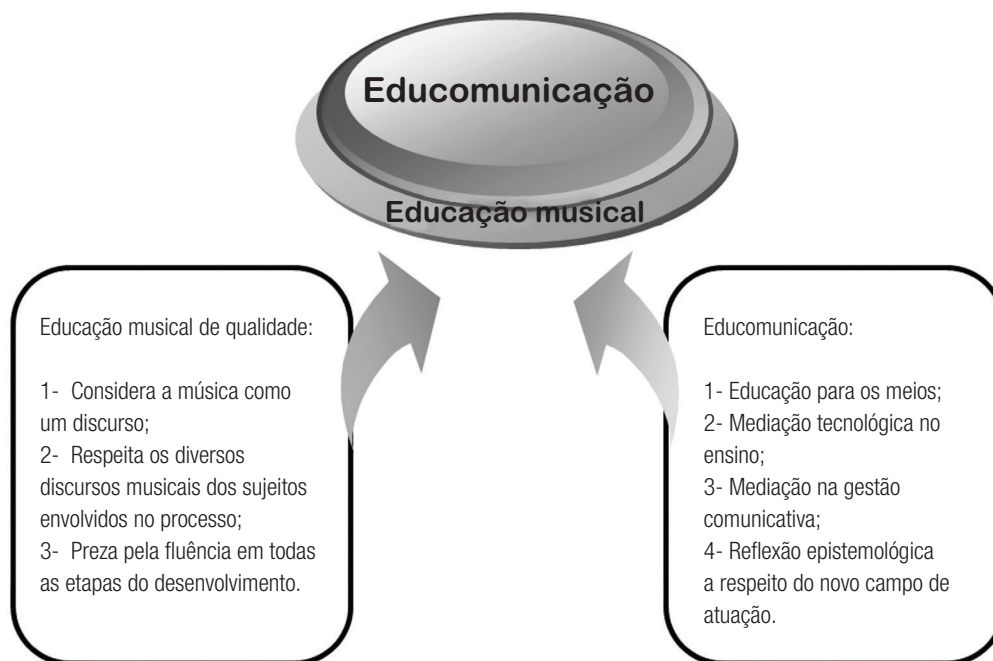 Educomunicação
Educação musical
Educação musical de qualidade:
1- Considera a música como
um discurso;
2- Respeita os diversos
discursos musicais dos sujeitos
envolvidos no processo;
3- Preza pela fluência em todas
as etapas do desenvolvimento.
Educomunicação:
1- Educação para os meios;
2- Mediação tecnológica no
ensino;
3- Mediação na gestão
comunicativa;
4- Reflexão epistemológica
a respeito do novo campo de
atuação.